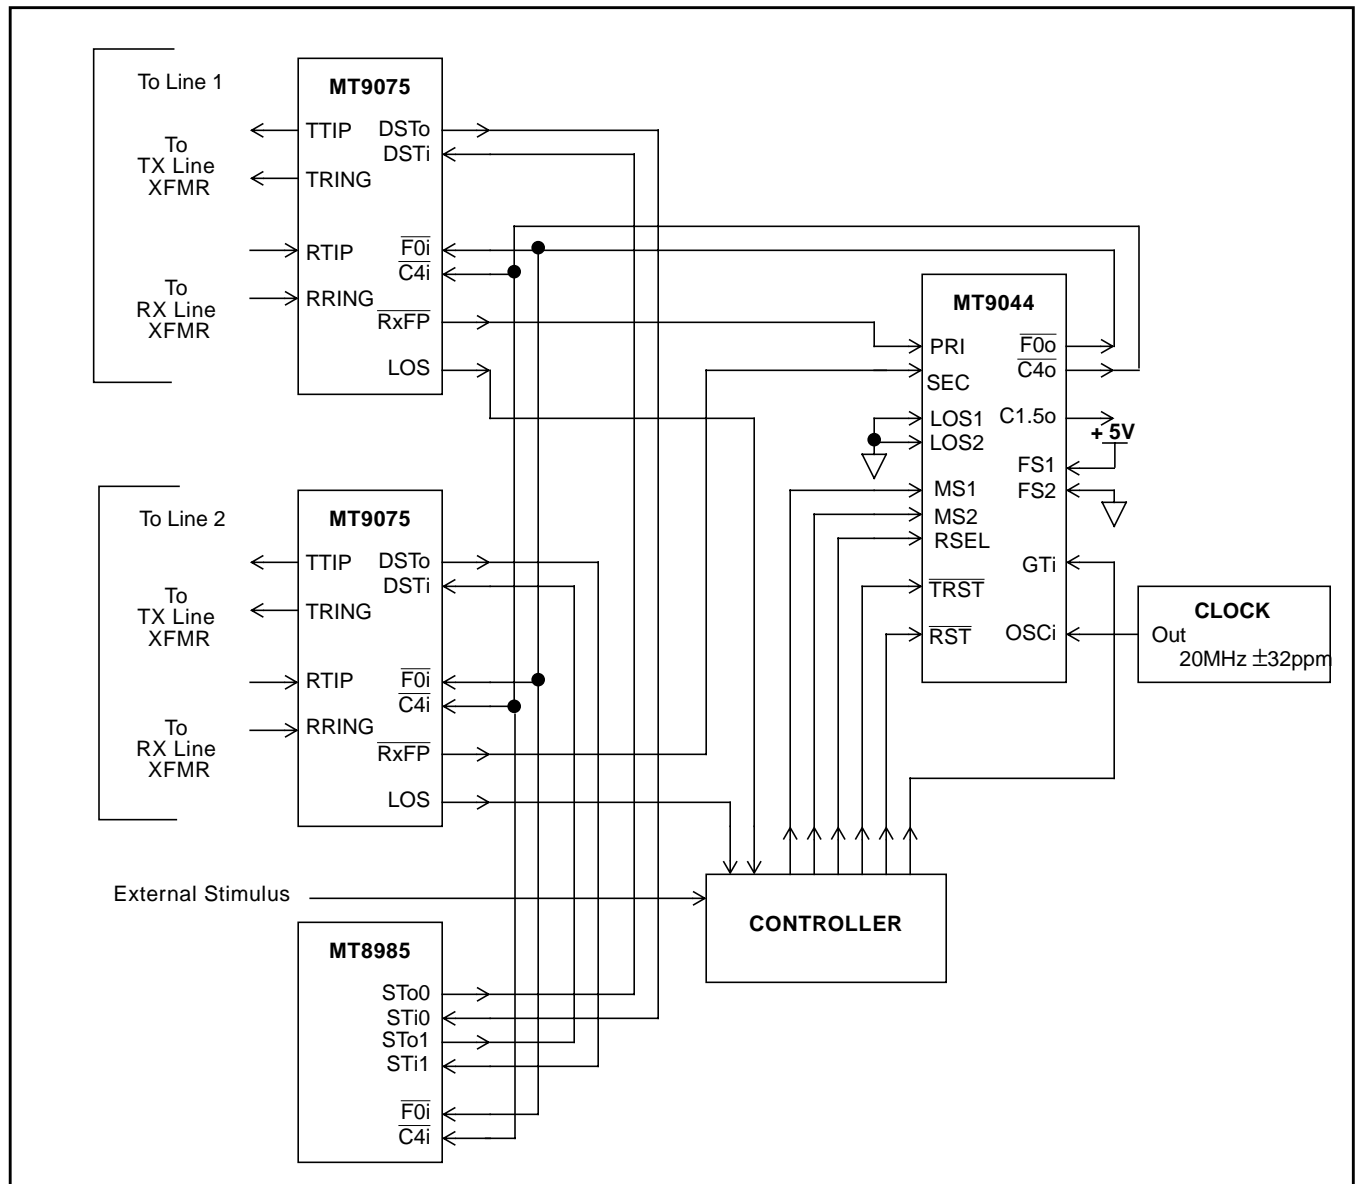 To Line 1
MT9075
TTIP
DSTo
DSTi
To
TX Line
XFMR
TRING
RTIP
F0i
C4i
To
RX Line
XFMR
RRING
RxFP
LOS
MT9044
PRI
SEC
LOS1
LOS2
MS1
MS2
RSEL
TRST
RST
F0o
C4o
C1.5o
+ 5V
FS1
FS2
GTi
OSCi
CLOCK
Out
20MHz ±32ppm
To Line 2
MT9075
TTIP
DSTo
DSTi
To
TX Line
XFMR
TRING
RTIP
F0i
C4i
To
RX Line
XFMR
RRING
RxFP
LOS
External Stimulus
CONTROLLER
MT8985
STo0
STi0
STo1
STi1
F0i
C4i